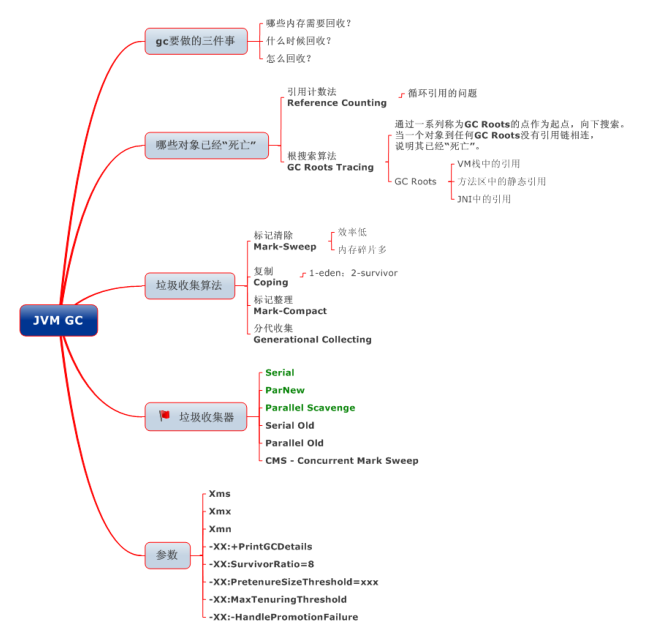 JVM GC
gc要做的三件事
哪些内存需要回收？
什么时候回收？
怎么回收？
哪些对象已经“死亡”
引用计数法
Reference Counting
循环引用的问题
根搜索算法
GC Roots Tracing
通过一系列称为GC Roots的点作为起点，向下搜索。
当一个对象到任何GC Roots没有引用链相连，
说明其已经“死亡”。
GC Roots
VM栈中的引用
方法区中的静态引用
JNI中的引用
垃圾收集算法
标记清除
Mark-Sweep
效率低
内存碎片多
复制
Coping
1-eden；2-survivor
标记整理
Mark-Compact
分代收集
Generational Collecting
垃圾收集器
Serial
ParNew
Parallel Scavenge
Serial Old
Parallel Old
CMS - Concurrent Mark Sweep
参数
Xms
Xmx
Xmn
-XX:+PrintGCDetails
-XX:SurvivorRatio=8
-XX:PretenureSizeThreshold=xxx
-XX:MaxTenuringThreshold
-XX:-HandlePromotionFailure